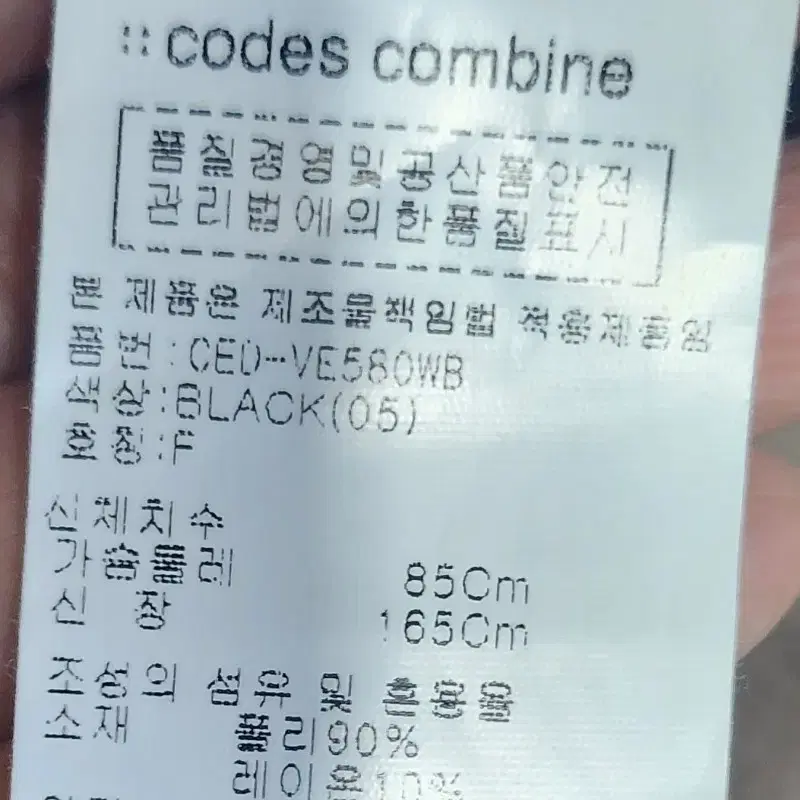 codes combine
품질경영및공산품안전
관리법에의한품질표시
본 제품은 제조물책임법 적용제품임
품번:CED-VE580WB
색상:BLACK(05)
호칭:F
신체치수
가슴둘레 85Cm
신 장 165Cm
조성의 섬유 및 혼용율
소재 폴리90%
레이온10%